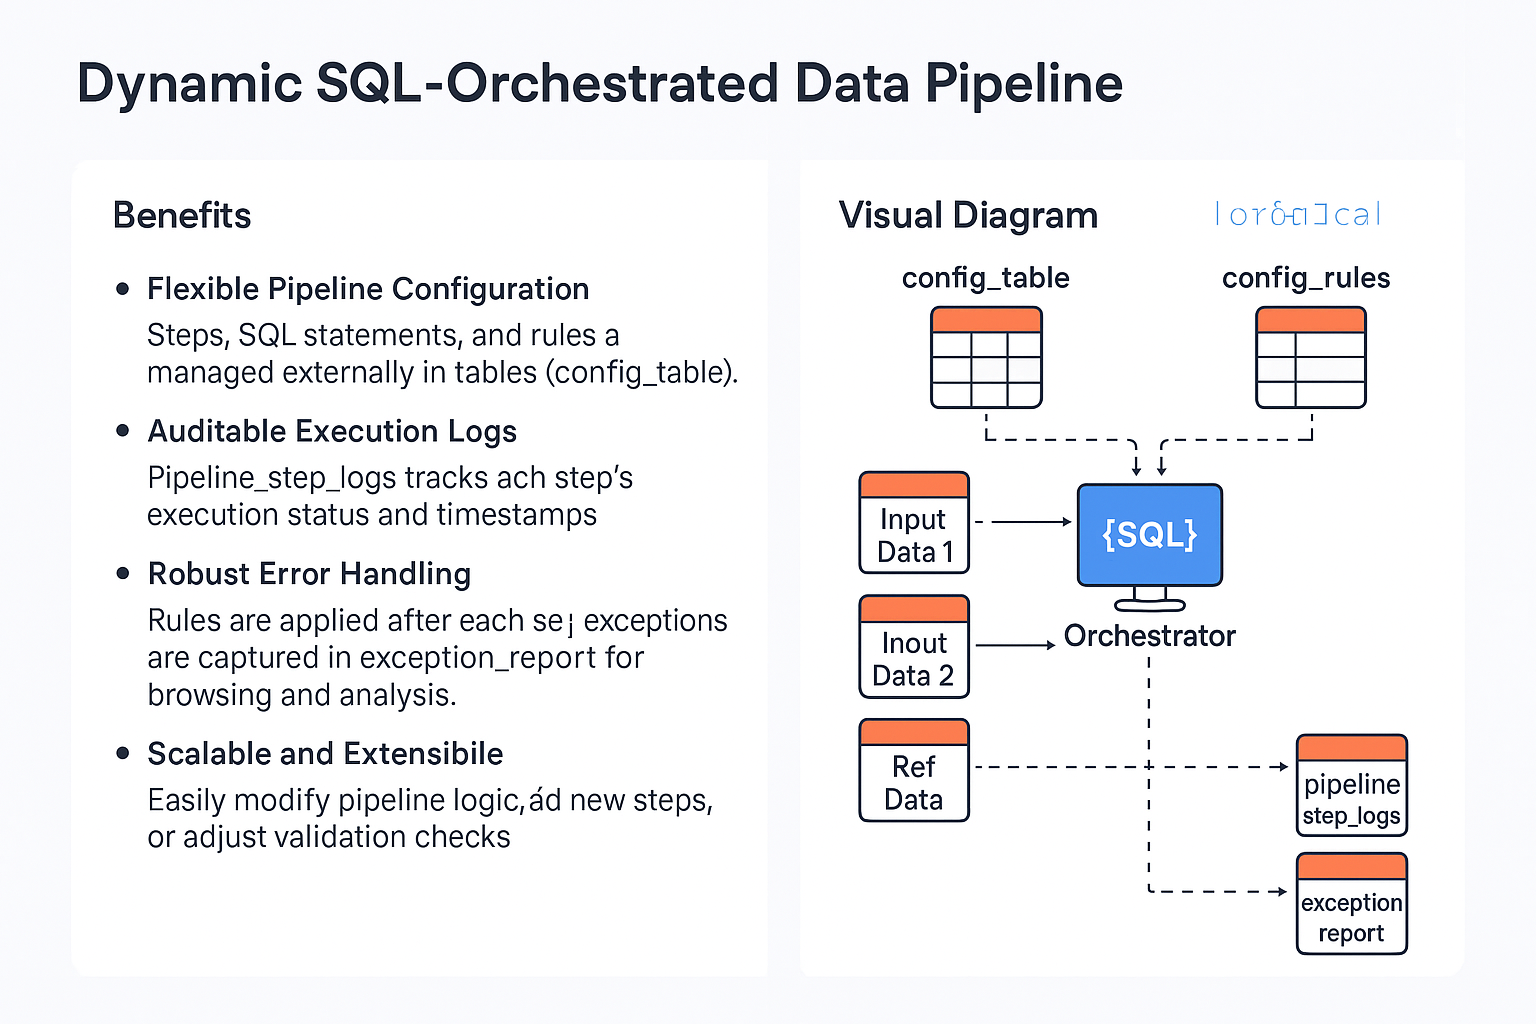 Dynamic SQL-Orchestrated Data Pipeline
Benefits
• Flexible Pipeline Configuration
Steps, SQL statements, and rules a
managed externally in tables (config_table).
• Auditable Execution Logs
Pipeline_step_logs tracks ach step’s
execution status and timestamps
• Robust Error Handling
Rules are applied after each exceptions
are captured in exception_report for
browsing and analysis.
• Scalable and Extensibile
Easily modify pipeline logic, ád new steps,
or adjust validation checks
Visual Diagram
config_table
config_rules
Input
Data 1
{SQL}
Inout
Data 2
Orchestrator
Ref
Data
pipeline
step_logs
exception
report